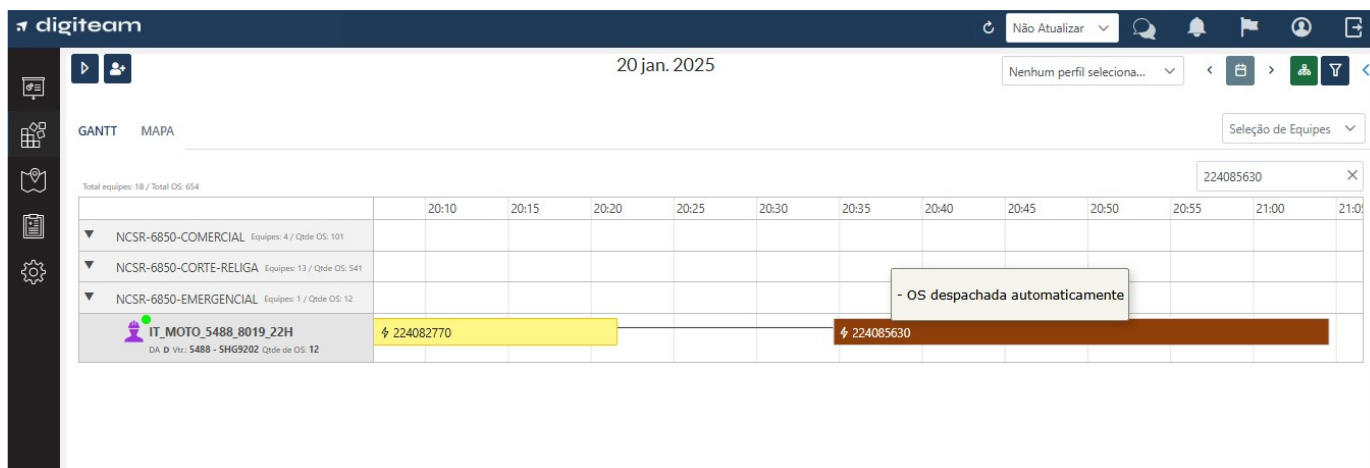 digiteam
Não Atualizar
20 jan. 2025
Nenhum perfil seleciona...
GANTT MAPA
Seleção de Equipes
224085630
Total equipes: 18 / Total OS: 654
20:10 20:15 20:20 20:25 20:30 20:35 20:40 20:45 20:50 20:55 21:00 21:0
NCSR-6850-COMERCIAL Equipes: 4 / Qtde OS: 101
NCSR-6850-CORTE-RELIGA Equipes: 13 / Qtde OS: 541
NCSR-6850-EMERGENCIAL Equipes: 1 / Qtde OS: 12
- OS despachada automaticamente
IT_MOTO_5488_8019_22H
224082770
224085630
DA D Vtr.: 5488 - SHG9202 Qtde de OS: 12